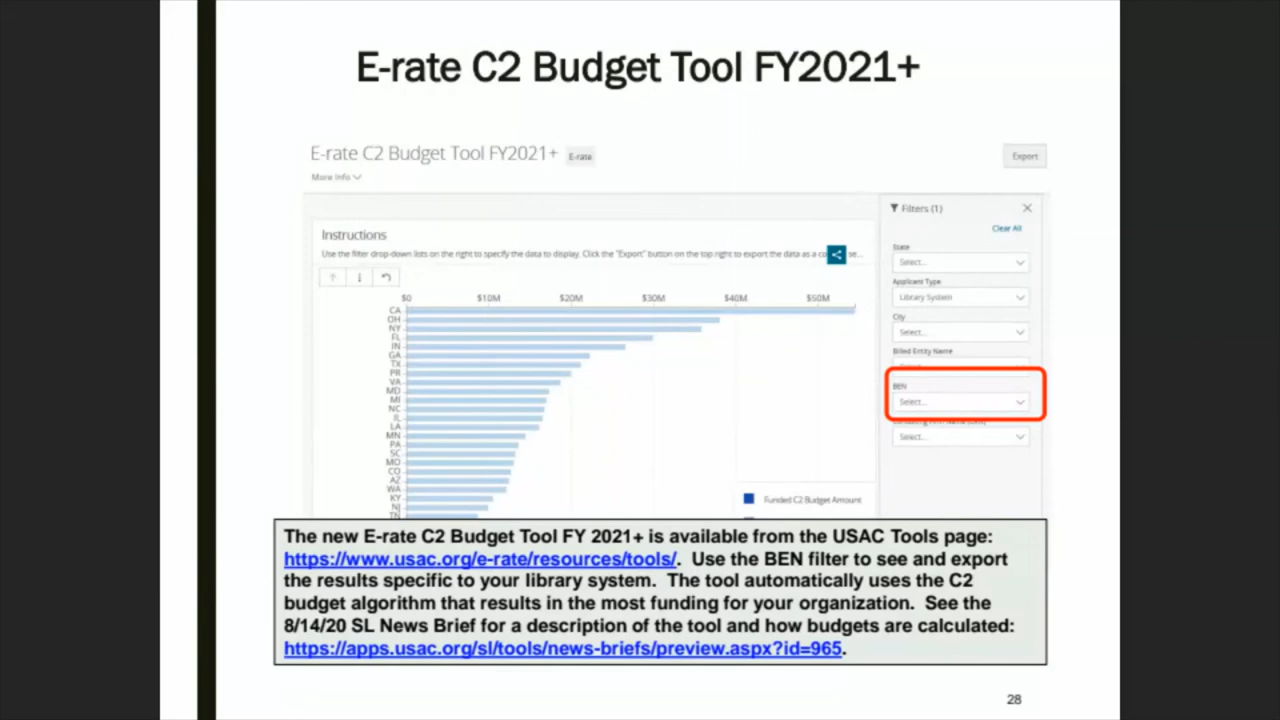 E-rate C2 Budget Tool FY2021+
E-rate C2 Budget Tool FY2021+ E-rate
Export
More Info
Filters (1)
Clear All
Instructions
Use the filter drop-down lists on the right to specify the data to display. Click the "Export" button on the top right to export the data as a se...
State
Select...
Applicant Type
Library System
City
Select...
Billed Entity Name
BEN
Select...
Select...
$0 $10M $20M $30M $40M $50M
CA
OH
NY
FL
IN
GA
TX
PR
VA
MD
MI
NC
IL
LA
MN
PA
SC
MO
CO
AZ
WA
KY
NJ
TN
Funded C2 Budget Amount
The new E-rate C2 Budget Tool FY 2021+ is available from the USAC Tools page:
https://www.usac.org/e-rate/resources/tools/. Use the BEN filter to see and export
the results specific to your library system. The tool automatically uses the C2
budget algorithm that results in the most funding for your organization. See the
8/14/20 SL News Brief for a description of the tool and how budgets are calculated:
https://apps.usac.org/sl/tools/news-briefs/preview.aspx?id=965.
28